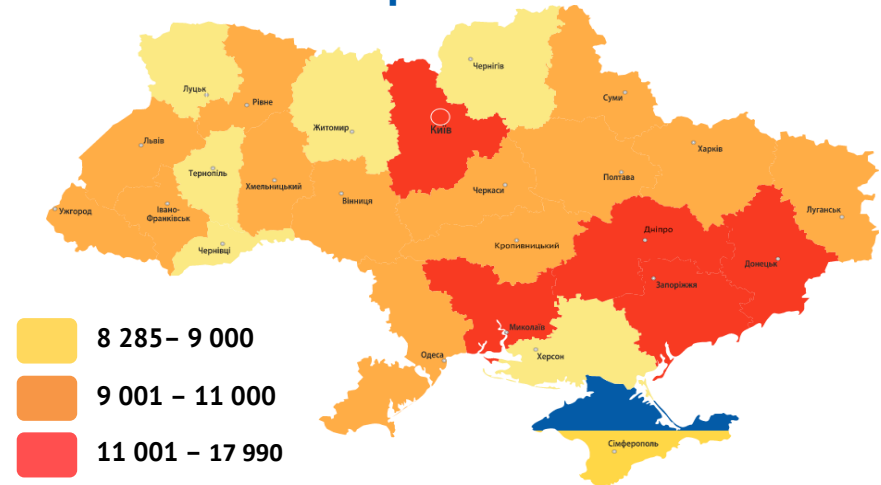 Чернігів
Луцьк
Рівне
Суми
Житомир
Київ
Львів
Харків
Тернопіль
Хмельницький
Полтава
Черкаси
Вінниця
Ужгород
Івано-
Франківськ
Луганськ
Дніпро
Чернівці
Кропивницький
Донецьк
Запоріжжя
Миколаїв
8 285– 9 000
Одеса
Херсон
9 001 – 11 000
Сімферополь
11 001 – 17 990